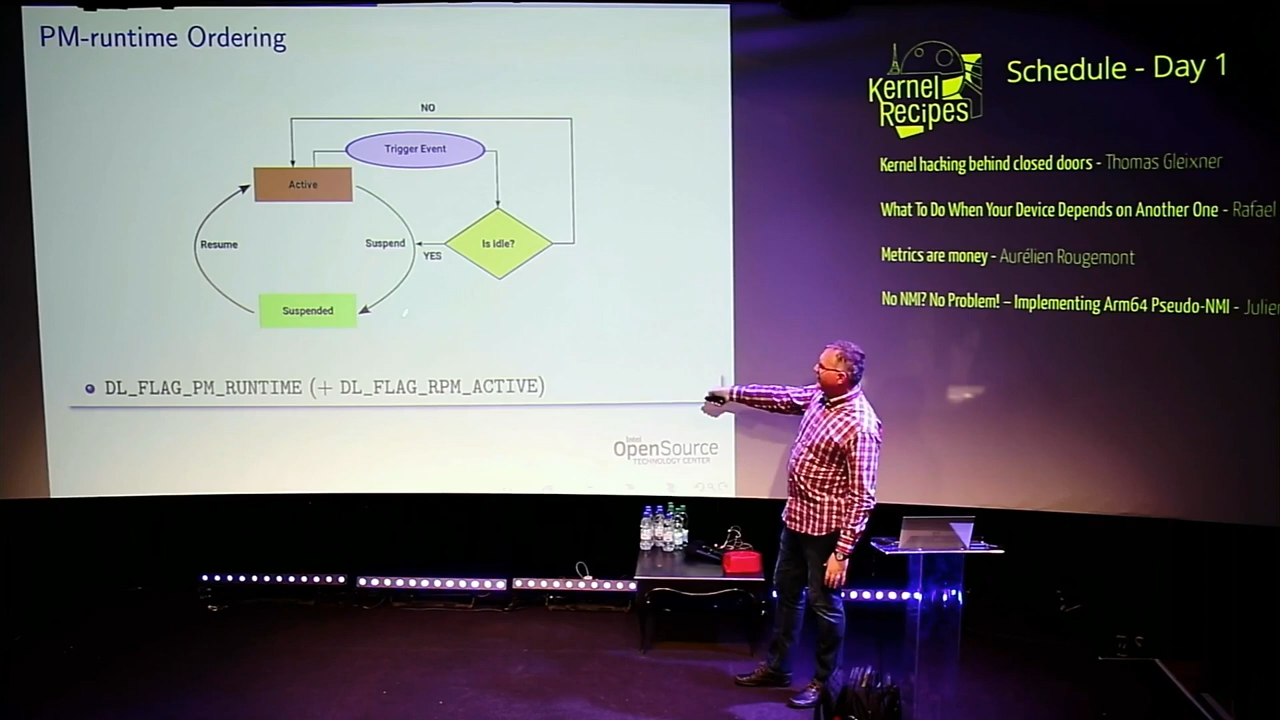 PM-runtime Ordering
NO
Trigger Event
Active
Resume
Suspend
YES
Is Idle?
Suspended
DL_FLAG_PM_RUNTIME (+ DL_FLAG_RPM_ACTIVE)
Intel
OpenSource
TECHNOLOGY CENTER
Kernel
Recipes
Schedule - Day 1
Kernel hacking behind closed doors - Thomas Gleixner
What To Do When Your Device Depends on Another One - Rafael
Metrics are money - Aurélien Rougemont
No NMI? No Problem! – Implementing Arm64 Pseudo-NMI - Julien